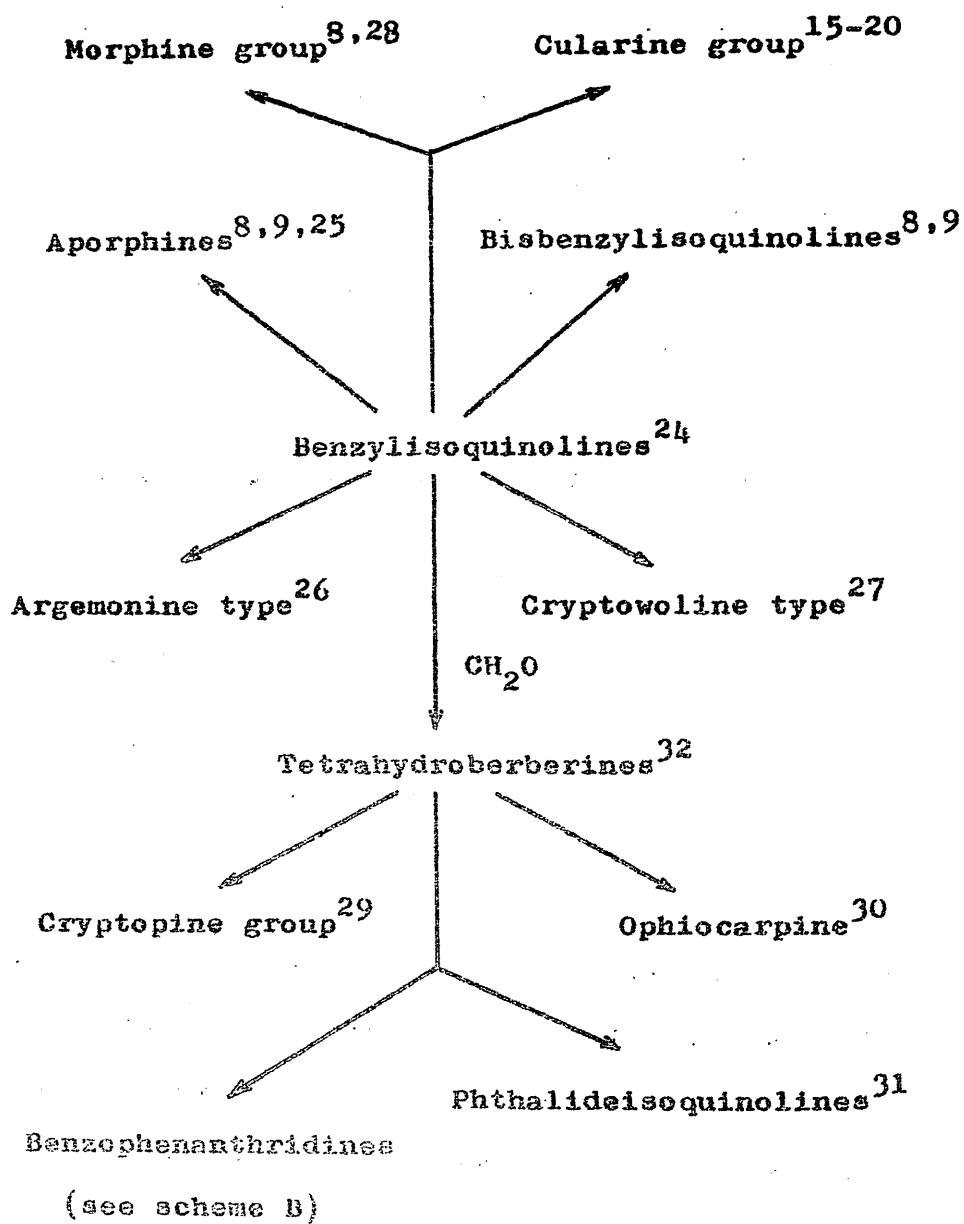 Morphine group8,28
Cularine group15-20
Aporphines8,9,25
Bisbenzylisoquinolines8,9
Benzylisoquinolines24
Argemonine type26
Cryptowoline type27
CH2O
Tetrahydroberberines32
Cryptopine group29
Ophiocarpine30
Phthalideisoquinolines31
Benzophenanthridines
(see scheme B)